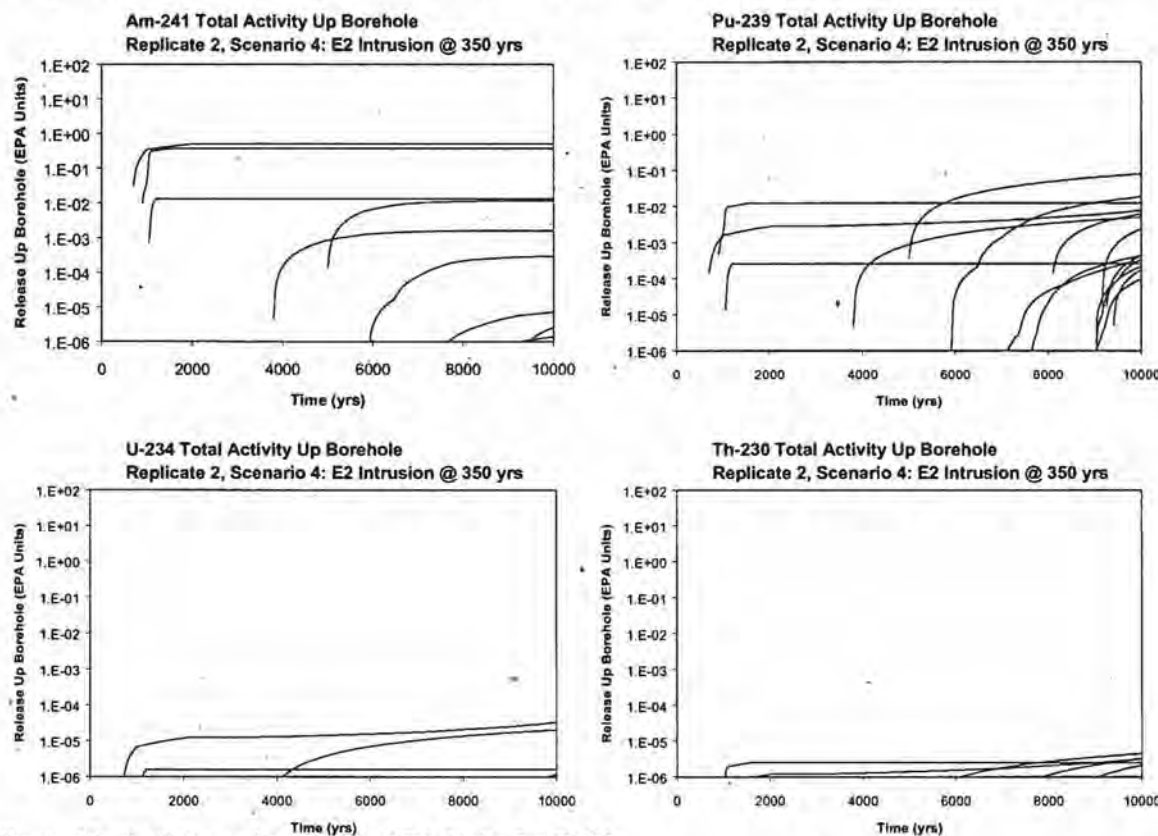 Am-241 Total Activity Up Borehole
Replicate 2, Scenario 4: E2 Intrusion @ 350 yrs
Release Up Borehole (EPA Units)
1.E+02
1.E+01
1.E+00
1.E-01
1.E-02
1.E-03
1.E-04
1.E-05
1.E-06
0 2000 4000 6000 8000 10000
Time (yrs)
Pu-239 Total Activity Up Borehole
Replicate 2, Scenario 4: E2 Intrusion @ 350 yrs
Release Up Borehole (EPA Units)
1.E+02
1.E+01
1.E+00
1.E-01
1.E-02
1.E-03
1.E-04
1.E-05
1.E-06
0 2000 4000 6000 8000 10000
Time (yrs)
U-234 Total Activity Up Borehole
Replicate 2, Scenario 4: E2 Intrusion @ 350 yrs
Release Up Borehole (EPA Units)
1.E+02
1.E+01
1.E+00
1.E-01
1.E-02
1.E-03
1.E-04
1.E-05
1.E-06
0 2000 4000 6000 8000 10000
Time (yrs)
Th-230 Total Activity Up Borehole
Replicate 2, Scenario 4: E2 Intrusion @ 350 yrs
Release Up Borehole (EPA Units)
1.E+02
1.E+01
1.E+00
1.E-01
1.E-02
1.E-03
1.E-04
1.E-05
1.E-06
0 2000 4000 6000 8000 10000
Time (yrs)